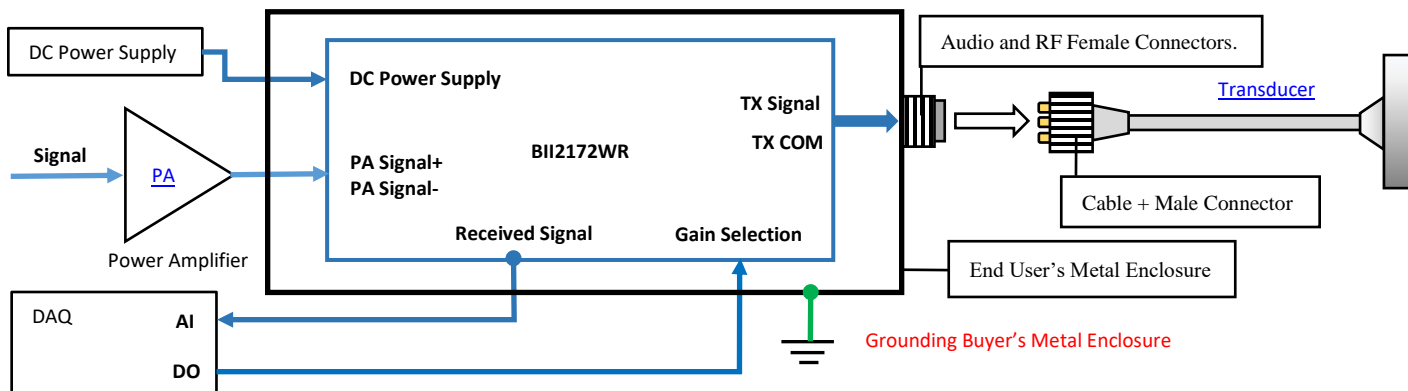 DC Power Supply
Signal
PA
Power Amplifier
DAQ
AI
DO
DC Power Supply
PA Signal+
PA Signal-
BII2172WR
TX Signal
TX COM
Received Signal
Gain Selection
Audio and RF Female Connectors.
Transducer
Cable + Male Connector
End User’s Metal Enclosure
Grounding Buyer’s Metal Enclosure